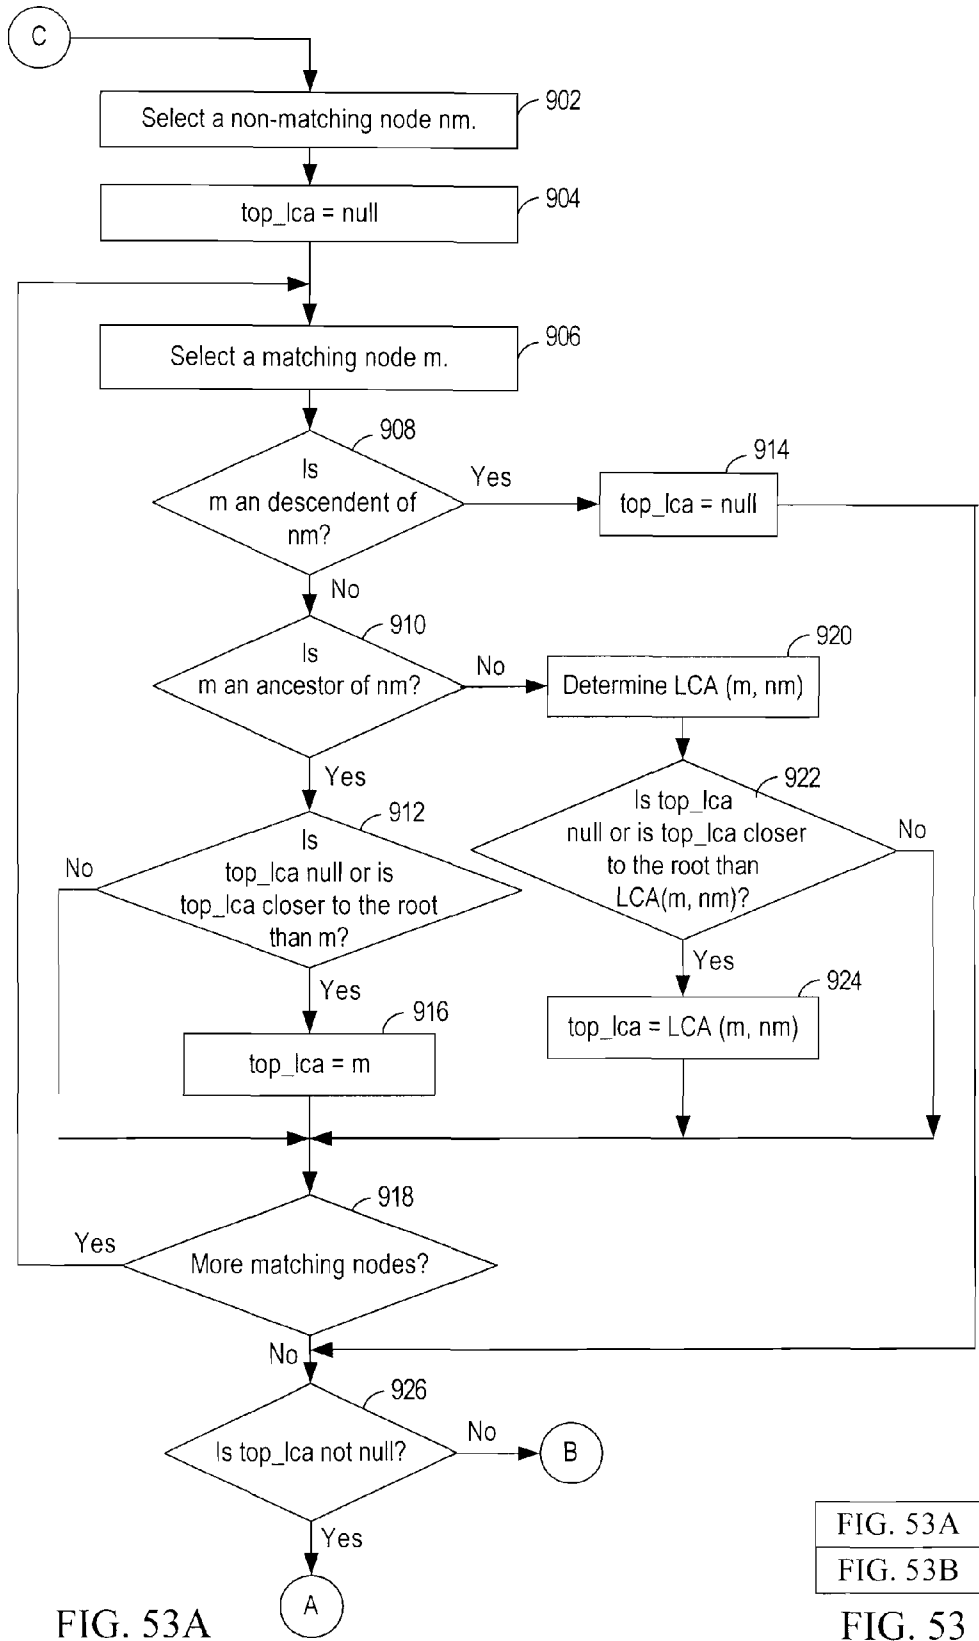 C
902
Select a non-matching node nm.
904
top_lca = null
906
Select a matching node m.
908
Is
m an descendent of
nm?
Yes
914
top_lca = null
No
910
Is
m an ancestor of nm?
No
920
Determine LCA (m, nm)
Yes
912
Is
top_lca null or is
top_lca closer to the root
than m?
No
922
Is top_lca
null or is top_lca closer
to the root than
LCA(m, nm)?
No
Yes
916
top_lca = m
Yes
924
top_lca = LCA (m, nm)
918
More matching nodes?
Yes
No
926
Is top_lca not null?
No
B
Yes
A
FIG. 53A
FIG. 53A
FIG. 53B
FIG. 53